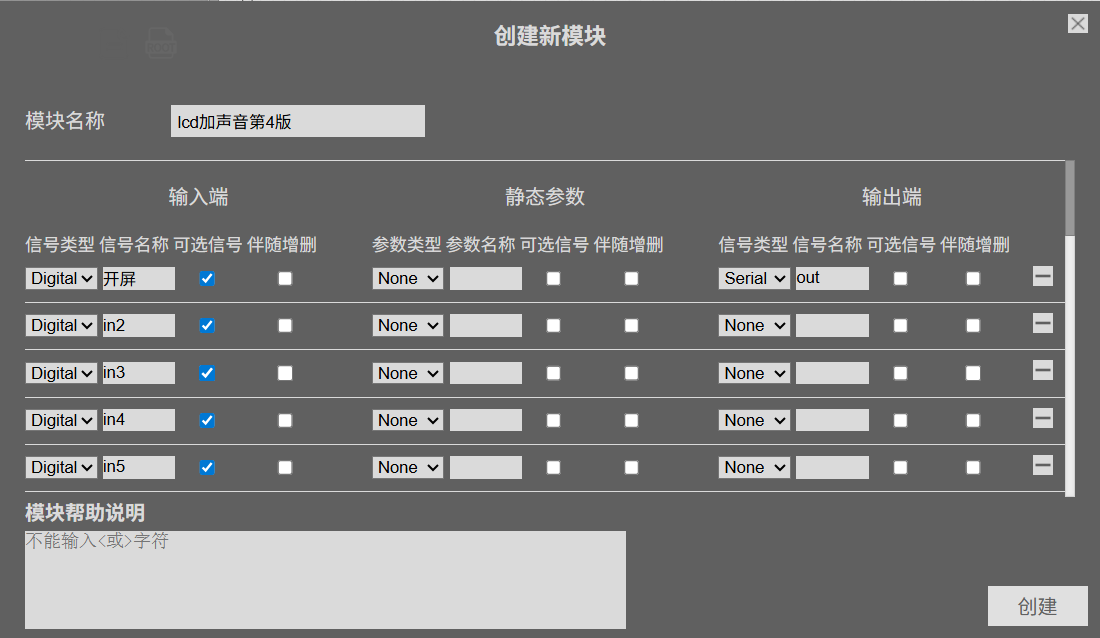 创建新模块
模块名称 lcd加声音第4版
输入端 静态参数 输出端
信号类型 信号名称 可选信号 伴随增删 参数类型 参数名称 可选信号 伴随增删 信号类型 信号名称 可选信号 伴随增删
Digital 开屏 None Serial out
Digital in2 None None
Digital in3 None None
Digital in4 None None
Digital in5 None None
模块帮助说明
不能输入<或>字符
创建